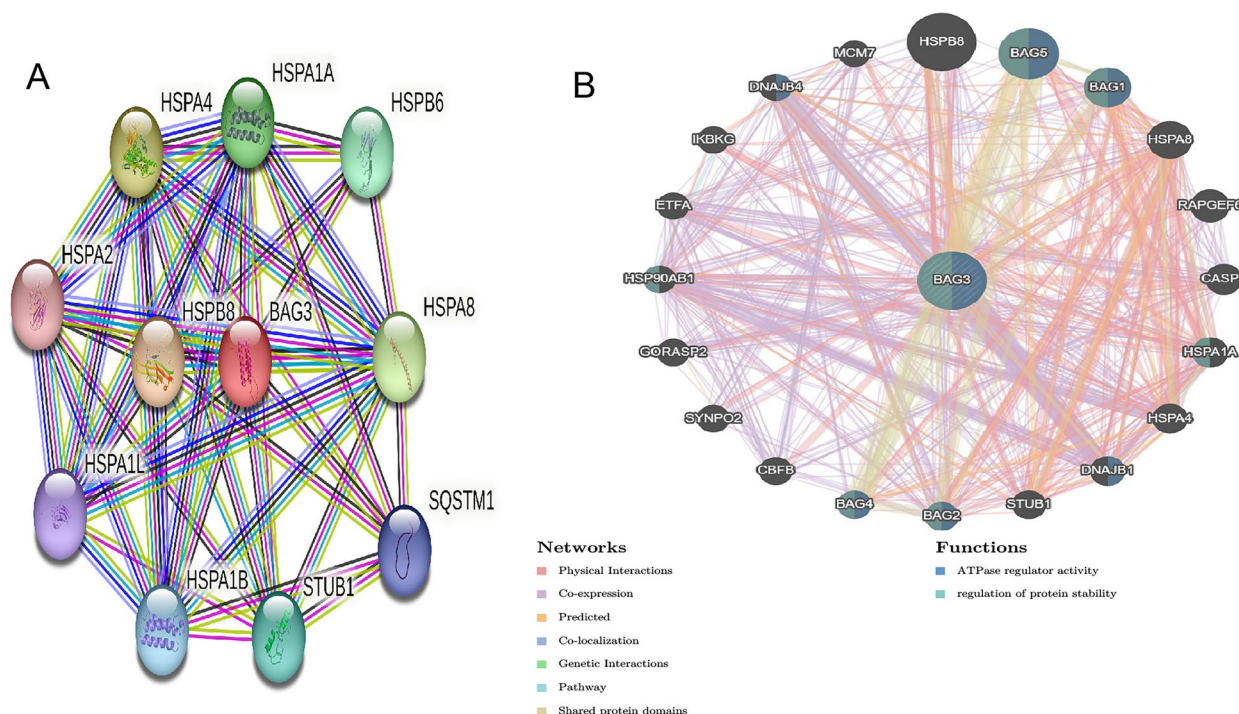 A
HSPA1A
HSPA4
HSPB6
HSPA2
HSPB8
BAG3
HSPA8
HSPA1L
SQSTM1
HSPA1B
STUB1
B
HSPB8
MCM7
BAG5
DNAJB4
BAG1
IKBKG
HSPA8
ETFA
RAPGEF6
HSP90AB1
BAG3
CASP
GORASP2
HSPA1A
SYNPO2
HSPA4
CBFB
DNAJB1
BAG4
BAG2
STUB1
Networks
Physical Interactions
Co-expression
Predicted
Co-localization
Genetic Interactions
Pathway
Shared protein domains
Functions
ATPase regulator activity
regulation of protein stability